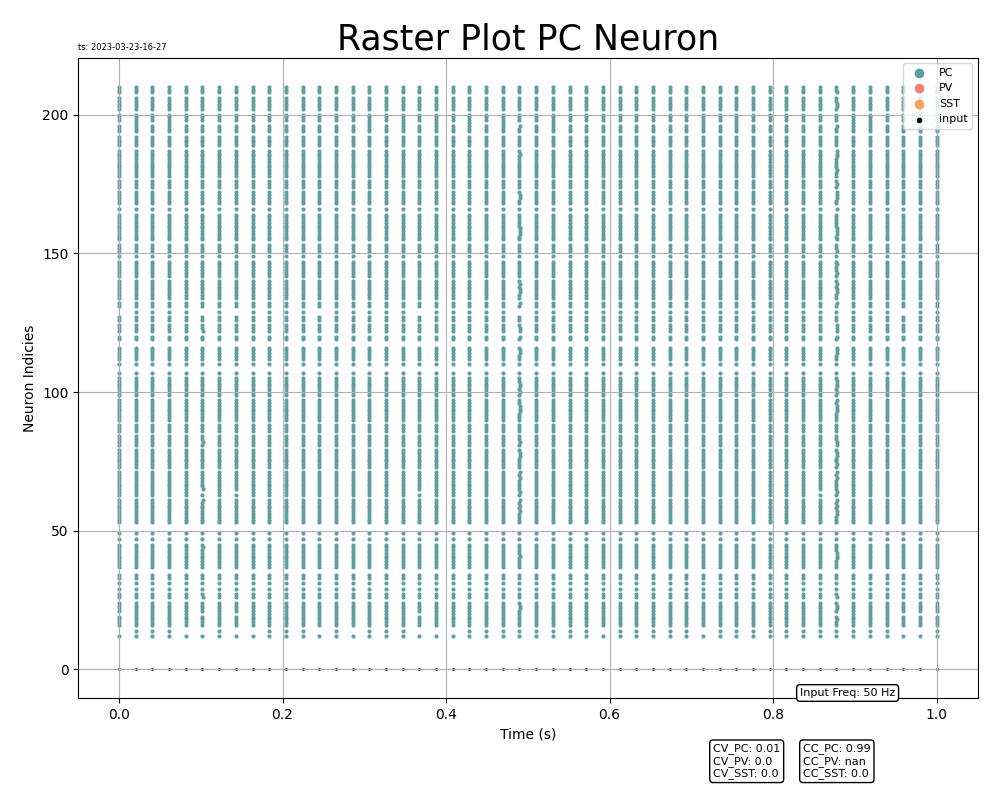 Raster Plot PC Neuron
ts: 2023-03-23-16-27
PC
PV
SST
input
200
150
100
50
0
Neuron Indicies
0.0 0.2 0.4 0.6 0.8 1.0
Time (s)
Input Freq: 50 Hz
CV_PC: 0.01
CV_PV: 0.0
CV_SST: 0.0
CC_PC: 0.99
CC_PV: nan
CC_SST: 0.0